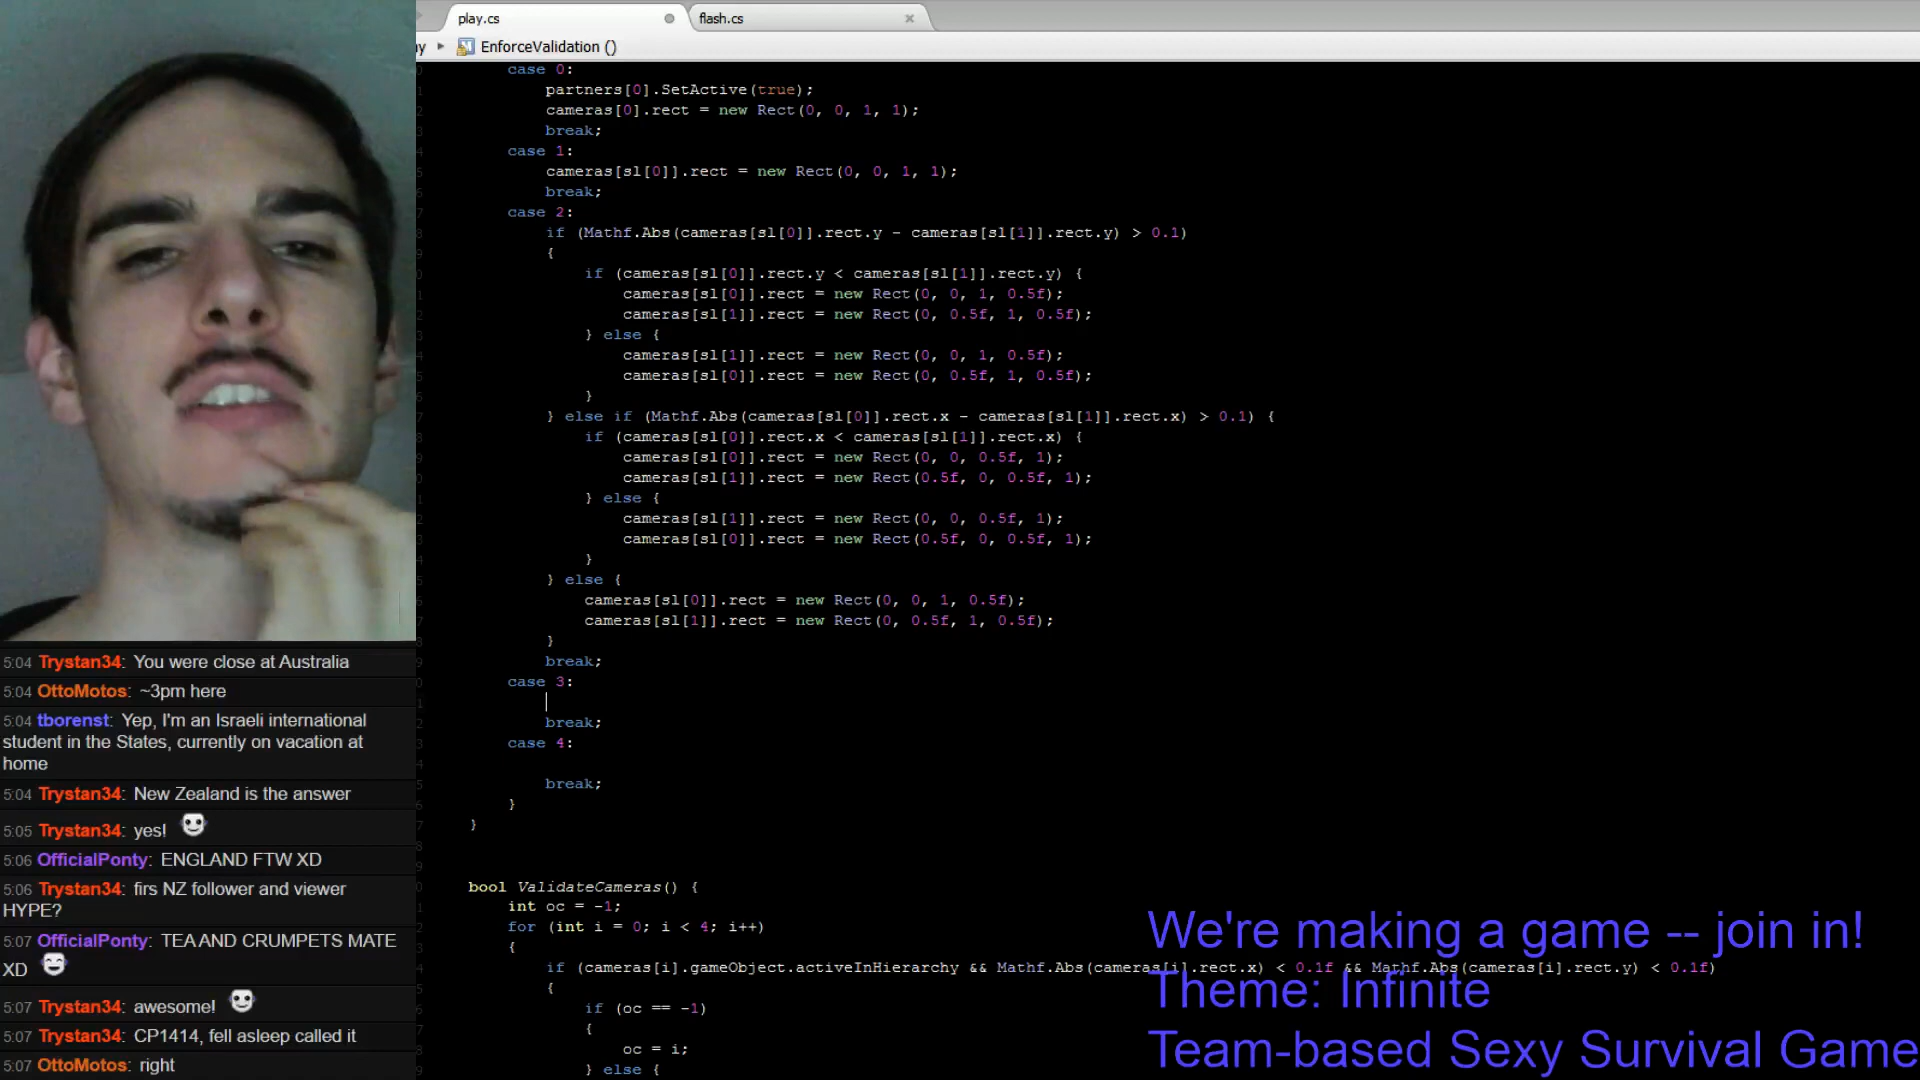 play.cs
flash.cs
EnforceValidation ()
case 0:
partners[0].SetActive(true);
cameras[0].rect = new Rect(0, 0, 1, 1);
break;
case 1:
cameras[sl[0]].rect = new Rect(0, 0, 1, 1);
break;
case 2:
if (Mathf.Abs(cameras[sl[0]].rect.y - cameras[sl[1]].rect.y) > 0.1)
{
if (cameras[sl[0]].rect.y < cameras[sl[1]].rect.y) {
cameras[sl[0]].rect = new Rect(0, 0, 1, 0.5f);
cameras[sl[1]].rect = new Rect(0, 0.5f, 1, 0.5f);
} else {
cameras[sl[1]].rect = new Rect(0, 0, 1, 0.5f);
cameras[sl[0]].rect = new Rect(0, 0.5f, 1, 0.5f);
}
} else if (Mathf.Abs(cameras[sl[0]].rect.x - cameras[sl[1]].rect.x) > 0.1) {
if (cameras[sl[0]].rect.x < cameras[sl[1]].rect.x) {
cameras[sl[0]].rect = new Rect(0, 0, 0.5f, 1);
cameras[sl[1]].rect = new Rect(0.5f, 0, 0.5f, 1);
} else {
cameras[sl[1]].rect = new Rect(0, 0, 0.5f, 1);
cameras[sl[0]].rect = new Rect(0.5f, 0, 0.5f, 1);
}
} else {
cameras[sl[0]].rect = new Rect(0, 0, 1, 0.5f);
cameras[sl[1]].rect = new Rect(0, 0.5f, 1, 0.5f);
}
break;
case 3:
break;
case 4:
break;
}
}
bool ValidateCameras() {
int oc = -1;
for (int i = 0; i < 4; i++)
{
if (cameras[i].gameObject.activeInHierarchy && Mathf.Abs(cameras[i].rect.x) < 0.1f && Mathf.Abs(cameras[i].rect.y) < 0.1f)
{
if (oc == -1)
{
oc = i;
} else {
5:04 Trystan34: You were close at Australia
5:04 OttoMotos: ~3pm here
5:04 tborenst: Yep, I'm an Israeli international
student in the States, currently on vacation at
home
5:04 Trystan34: New Zealand is the answer
5:05 Trystan34: yes!
5:06 OfficialPonty: ENGLAND FTW XD
5:06 Trystan34: firs NZ follower and viewer
HYPE?
5:07 OfficialPonty: TEA AND CRUMPETS MATE
XD
5:07 Trystan34: awesome!
5:07 Trystan34: CP1414, fell asleep called it
5:07 OttoMotos: right
We're making a game -- join in!
Theme: Infinite
Team-based Sexy Survival Game